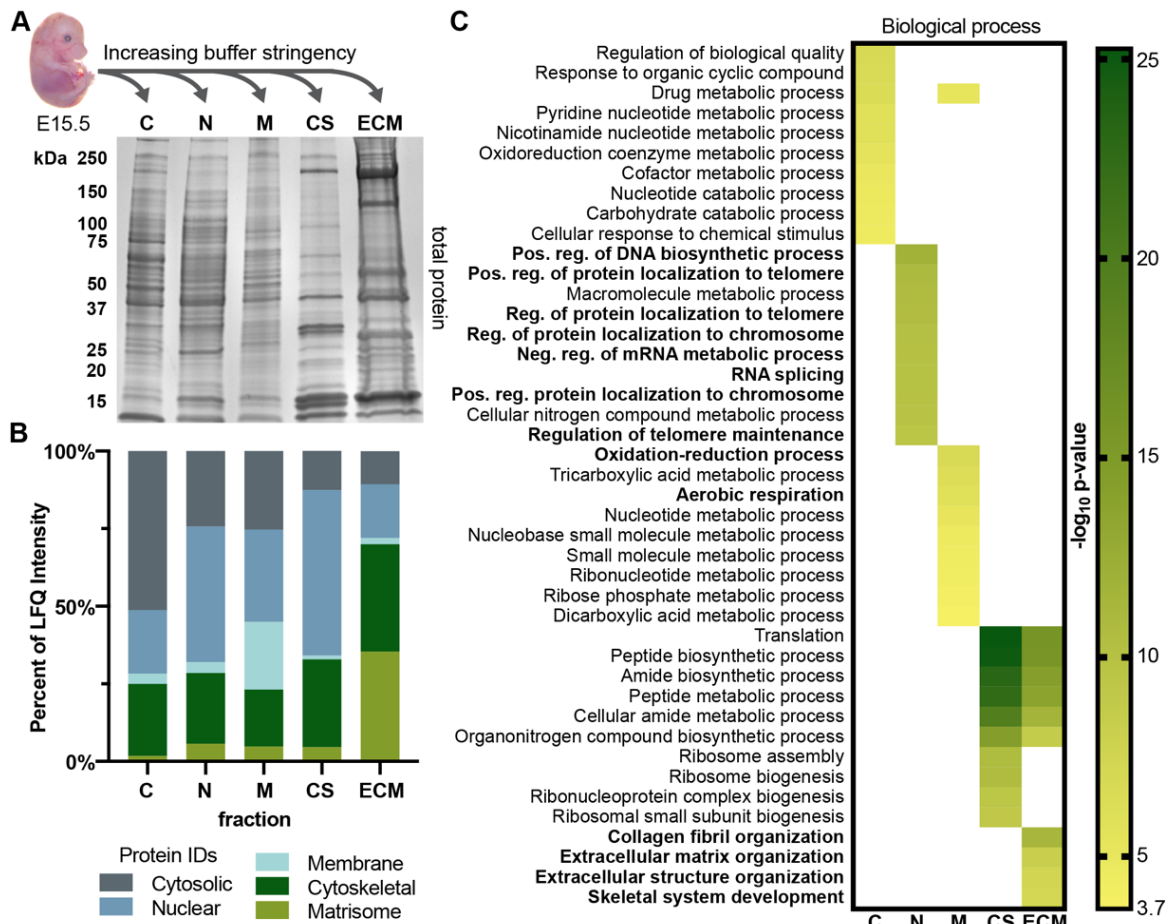 A
Increasing buffer stringency
E15.5
C N M CS ECM
kDa
250
150
100
75
50
37
25
20
15
total protein
B
Percent of LFQ Intensity
100%
50%
0%
C N M CS ECM
fraction
Protein IDs
Cytosolic
Nuclear
Membrane
Cytoskeletal
Matrisome
C
Biological process
Regulation of biological quality
Response to organic cyclic compound
Drug metabolic process
Pyridine nucleotide metabolic process
Nicotinamide nucleotide metabolic process
Oxidoreduction coenzyme metabolic process
Cofactor metabolic process
Nucleotide catabolic process
Carbohydrate catabolic process
Cellular response to chemical stimulus
Pos. reg. of DNA biosynthetic process
Pos. reg. of protein localization to telomere
Macromolecule metabolic process
Reg. of protein localization to telomere
Reg. of protein localization to chromosome
Neg. reg. of mRNA metabolic process
RNA splicing
Pos. reg. protein localization to chromosome
Cellular nitrogen compound metabolic process
Regulation of telomere maintenance
Oxidation-reduction process
Tricarboxylic acid metabolic process
Aerobic respiration
Nucleotide metabolic process
Nucleobase small molecule metabolic process
Small molecule metabolic process
Ribonucleotide metabolic process
Ribose phosphate metabolic process
Dicarboxylic acid metabolic process
Translation
Peptide biosynthetic process
Amide biosynthetic process
Peptide metabolic process
Cellular amide metabolic process
Organonitrogen compound biosynthetic process
Ribosome assembly
Ribosome biogenesis
Ribonucleoprotein complex biogenesis
Ribosomal small subunit biogenesis
Collagen fibril organization
Extracellular matrix organization
Extracellular structure organization
Skeletal system development
C N M CS ECM
-log10 p-value
25
20
15
10
5
3.7